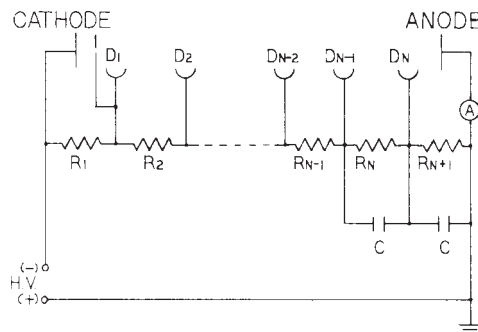 CATHODE ANODE
D1 D2 DN-2 DN-1 DN
A
R1 R2 RN-1 RN RN+1
C C
(-)
H.V.
(+)